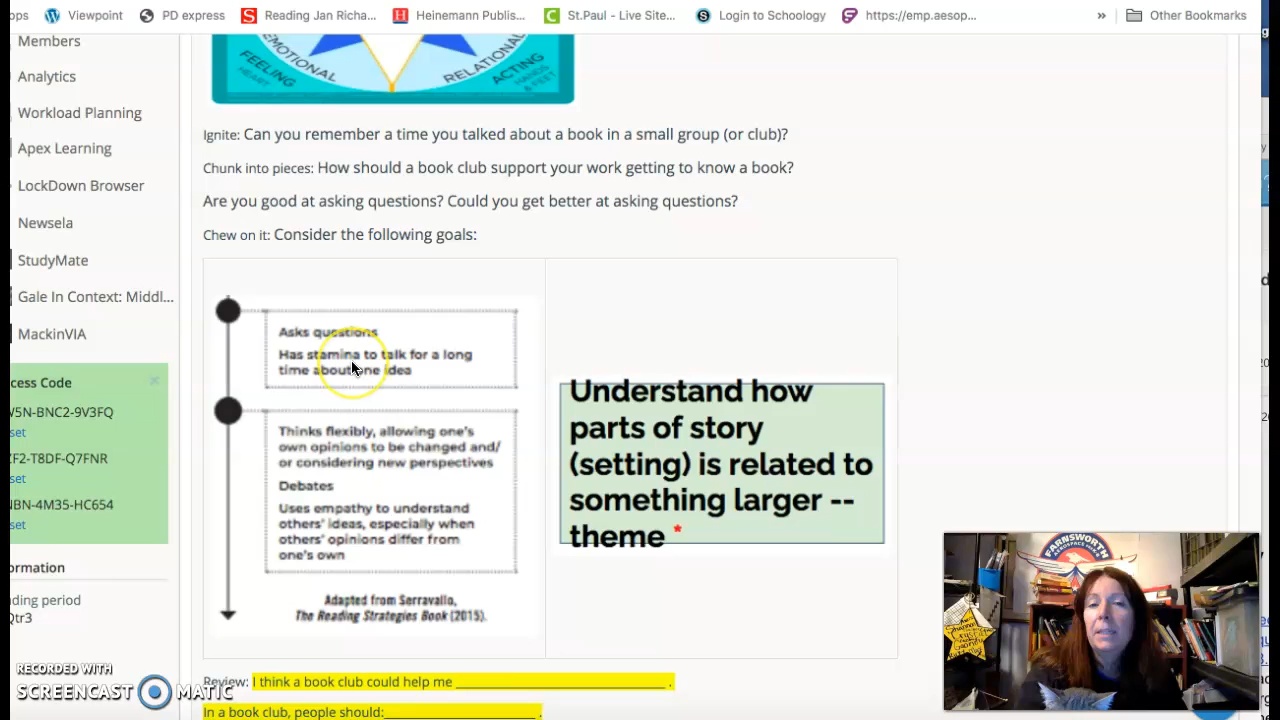 ops
Viewpoint
PD express
Reading Jan Richa...
Heinemann Publis...
St.Paul - Live Site...
Login to Schoology
https://emp.aesop...
»
Other Bookmarks
Members
Analytics
Workload Planning
Apex Learning
LockDown Browser
Newsela
StudyMate
Gale In Context: Middl...
MackinVIA
cess Code
V5N-BNC2-9V3FQ
set
ZF2-T8DF-Q7FNR
set
NBN-4M35-HC654
set
ormation
ding period
Qtr3
EMOTIONAL
FEELING
HEART
RELATIONAL
ACTING
HANDS
& FEET
Ignite: Can you remember a time you talked about a book in a small group (or club)?
Chunk into pieces: How should a book club support your work getting to know a book?
Are you good at asking questions? Could you get better at asking questions?
Chew on it: Consider the following goals:
Asks questions
Has stamina to talk for a long
time about one idea
Thinks flexibly, allowing one's
own opinions to be changed and/
or considering new perspectives
Debates
Uses empathy to understand
others' ideas, especially when
others' opinions differ from
one's own
Adapted from Serravallo,
The Reading Strategies Book (2015).
Understand how
parts of story
(setting) is related to
something larger --
theme *
Review: I think a book club could help me ____________________________ .
In a book club, people should:____________________ .
FARNSWORTH
RECORDED WITH
SCREENCAST MATIC